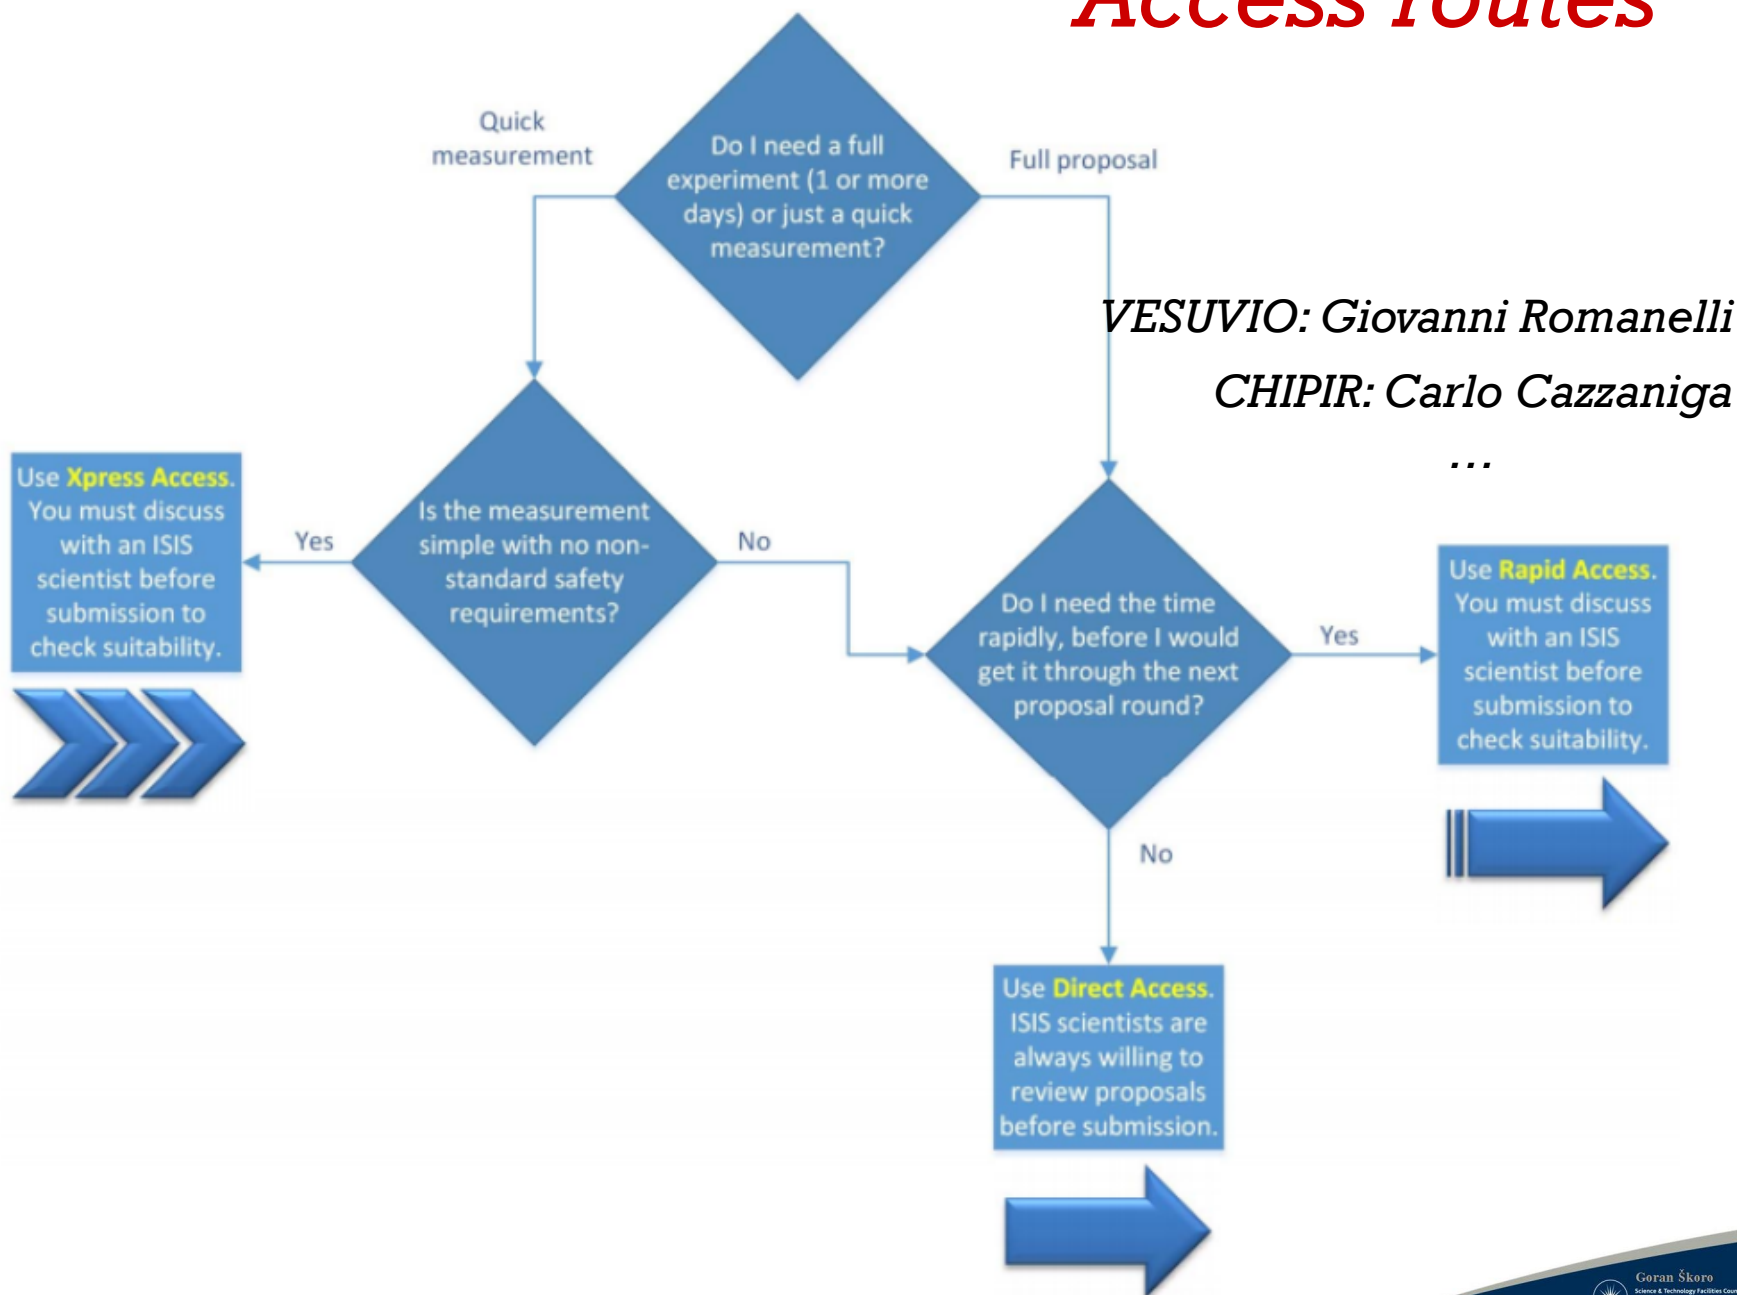 Access routes
Quick
measurement
Do I need a full
experiment (1 or more
days) or just a quick
measurement?
Full proposal
VESUVIO: Giovanni Romanelli
CHIPIR: Carlo Cazzaniga
...
Use Xpress Access.
You must discuss
with an ISIS
scientist before
submission to
check suitability.
Yes
Is the measurement
simple with no non-
standard safety
requirements?
No
Do I need the time
rapidly, before I would
get it through the next
proposal round?
Yes
Use Rapid Access.
You must discuss
with an ISIS
scientist before
submission to
check suitability.
No
Use Direct Access.
ISIS scientists are
always willing to
review proposals
before submission.
Goran Škoro
Science & Technology Facilities